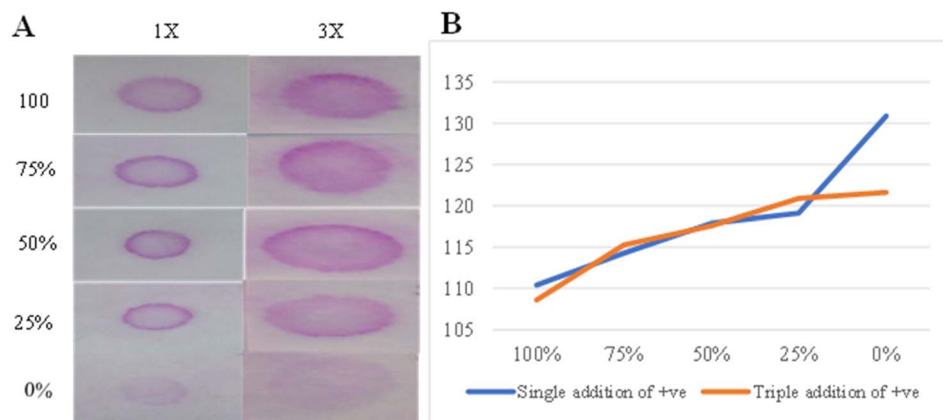 A
1X 3X
100
75%
50%
25%
0%
B
135
130
125
120
115
110
105
100% 75% 50% 25% 0%
Single addition of +ve Triple addition of +ve